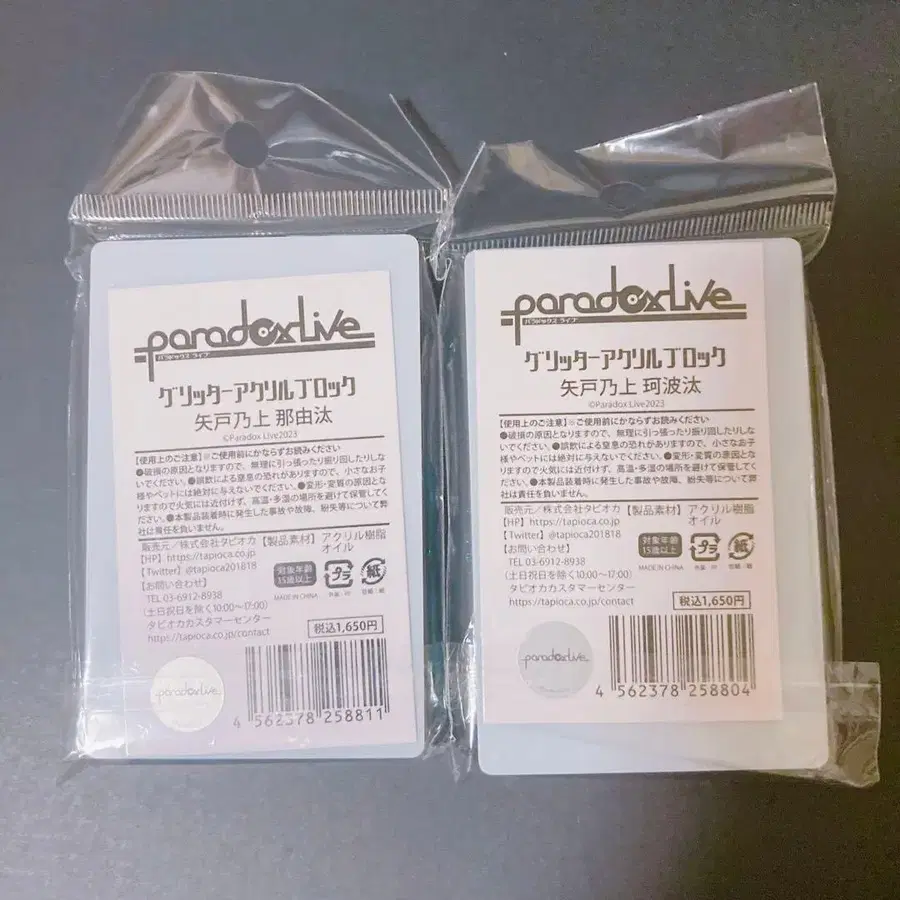 paradoxLive
パラドックス ライブ
グリッターアクリルブロック
矢戸乃上 那由汰
©Paradox Live2023
【使用上のご注意】※ご使用前にかならずお読みください
●破損の原因となりますので、無理に引っ張ったり振り回したりしな
いでください。●誤飲による窒息の恐れがありますので、小さなお子
様やペットには絶対に与えないでください。●変形・変質の原因とな
りますので火気には近付けず、高温・多湿の場所を避けて保管してく
ださい。●本製品装着時に発生した事故や故障、紛失等について弊
社は責任を負いません。
販売元／株式会社タピオカ 【製品素材】アクリル樹脂
【HP】https://tapioca.co.jp オイル
【Twitter】@tapioca201818
【お問い合わせ】
TEL 03-6912-8938
（土日祝日を除く10:00〜17:00）
タピオカカスタマーセンター
https://tapioca.co.jp/contact
対象年齢
15歳以上
プラ
紙
MADE IN CHINA
税込1,650円
paradoxLive
4 562378 258811
paradoxLive
パラドックス ライブ
グリッターアクリルブロック
矢戸乃上 珂波汰
©Paradox Live2023
【使用上のご注意】※ご使用前にかならずお読みください
●破損の原因となりますので、無理に引っ張ったり振り回したりしな
いでください。●誤飲による窒息の恐れがありますので、小さなお子
様やペットには絶対に与えないでください。●変形・変質の原因とな
りますので火気には近付けず、高温・多湿の場所を避けて保管してく
ださい。●本製品装着時に発生した事故や故障、紛失等について弊
社は責任を負いません。
販売元／株式会社タピオカ 【製品素材】アクリル樹脂
【HP】https://tapioca.co.jp オイル
【Twitter】@tapioca201818
【お問い合わせ】
TEL 03-6912-8938
（土日祝日を除く10:00〜17:00）
タピオカカスタマーセンター
https://tapioca.co.jp/contact
対象年齢
15歳以上
プラ
紙
MADE IN CHINA
税込1,650円
paradoxLive
4 562378 258804